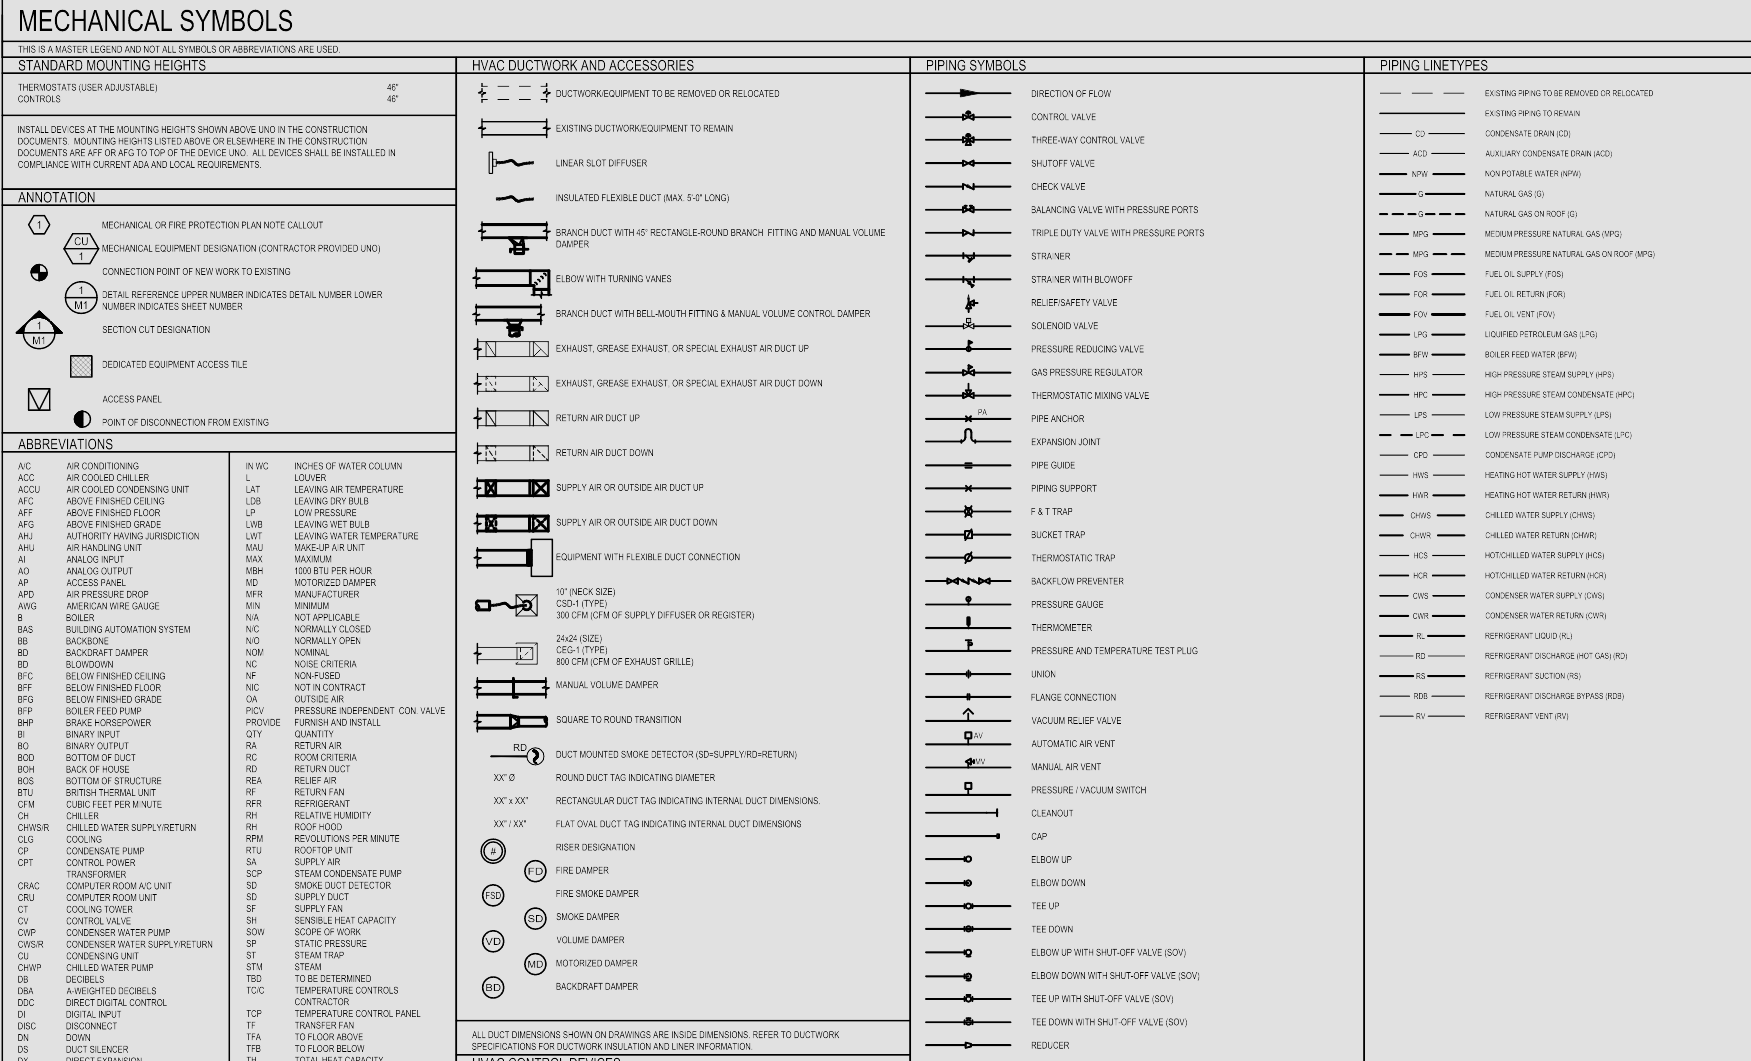 MECHANICAL SYMBOLS
THIS IS A MASTER LEGEND AND NOT ALL SYMBOLS OR ABBREVIATIONS ARE USED.
STANDARD MOUNTING HEIGHTS
THERMOSTATS (USER ADJUSTABLE) 46"
CONTROLS 46"
INSTALL DEVICES AT THE MOUNTING HEIGHTS SHOWN ABOVE UNO IN THE CONSTRUCTION
DOCUMENTS. MOUNTING HEIGHTS LISTED ABOVE OR ELSEWHERE IN THE CONSTRUCTION
DOCUMENTS ARE AFF OR AFG TO TOP OF THE DEVICE UNO. ALL DEVICES SHALL BE INSTALLED IN
COMPLIANCE WITH CURRENT ADA AND LOCAL REQUIREMENTS.
ANNOTATION
1 MECHANICAL OR FIRE PROTECTION PLAN NOTE CALLOUT
CU
1
MECHANICAL EQUIPMENT DESIGNATION (CONTRACTOR PROVIDED UNO)
CONNECTION POINT OF NEW WORK TO EXISTING
1
M1
DETAIL REFERENCE UPPER NUMBER INDICATES DETAIL NUMBER LOWER
NUMBER INDICATES SHEET NUMBER
1
M1
SECTION CUT DESIGNATION
DEDICATED EQUIPMENT ACCESS TILE
ACCESS PANEL
POINT OF DISCONNECTION FROM EXISTING
ABBREVIATIONS
A/C AIR CONDITIONING
ACC AIR COOLED CHILLER
ACCU AIR COOLED CONDENSING UNIT
AFC ABOVE FINISHED CEILING
AFF ABOVE FINISHED FLOOR
AFG ABOVE FINISHED GRADE
AHJ AUTHORITY HAVING JURISDICTION
AHU AIR HANDLING UNIT
AI ANALOG INPUT
AO ANALOG OUTPUT
AP ACCESS PANEL
APD AIR PRESSURE DROP
AWG AMERICAN WIRE GAUGE
B BOILER
BAS BUILDING AUTOMATION SYSTEM
BB BACKBONE
BD BACKDRAFT DAMPER
BD BLOWDOWN
BFC BELOW FINISHED CEILING
BFF BELOW FINISHED FLOOR
BFG BELOW FINISHED GRADE
BFP BOILER FEED PUMP
BHP BRAKE HORSEPOWER
BI BINARY INPUT
BO BINARY OUTPUT
BOD BOTTOM OF DUCT
BOH BACK OF HOUSE
BOS BOTTOM OF STRUCTURE
BTU BRITISH THERMAL UNIT
CFM CUBIC FEET PER MINUTE
CH CHILLER
CHWS/R CHILLED WATER SUPPLY/RETURN
CLG COOLING
CP CONDENSATE PUMP
CPT CONTROL POWER
TRANSFORMER
CRAC COMPUTER ROOM A/C UNIT
CRU COMPUTER ROOM UNIT
CT COOLING TOWER
CV CONTROL VALVE
CWP CONDENSER WATER PUMP
CWS/R CONDENSER WATER SUPPLY/RETURN
CU CONDENSING UNIT
CHWP CHILLED WATER PUMP
DB DECIBELS
DBA A-WEIGHTED DECIBELS
DDC DIRECT DIGITAL CONTROL
DI DIGITAL INPUT
DISC DISCONNECT
DN DOWN
DS DUCT SILENCER
DX DIRECT EXPANSION
IN WC INCHES OF WATER COLUMN
L LOUVER
LAT LEAVING AIR TEMPERATURE
LDB LEAVING DRY BULB
LP LOW PRESSURE
LWB LEAVING WET BULB
LWT LEAVING WATER TEMPERATURE
MAU MAKE-UP AIR UNIT
MAX MAXIMUM
MBH 1000 BTU PER HOUR
MD MOTORIZED DAMPER
MFR MANUFACTURER
MIN MINIMUM
N/A NOT APPLICABLE
N/C NORMALLY CLOSED
N/O NORMALLY OPEN
NOM NOMINAL
NC NOISE CRITERIA
NF NON-FUSED
NIC NOT IN CONTRACT
OA OUTSIDE AIR
PICV PRESSURE INDEPENDENT CON. VALVE
PROVIDE FURNISH AND INSTALL
QTY QUANTITY
RA RETURN AIR
RC ROOM CRITERIA
RD RETURN DUCT
REA RELIEF AIR
RF RETURN FAN
RFR REFRIGERANT
RH RELATIVE HUMIDITY
RH ROOF HOOD
RPM REVOLUTIONS PER MINUTE
RTU ROOFTOP UNIT
SA SUPPLY AIR
SCP STEAM CONDENSATE PUMP
SD SMOKE DUCT DETECTOR
SD SUPPLY DUCT
SF SUPPLY FAN
SH SENSIBLE HEAT CAPACITY
SOW SCOPE OF WORK
SP STATIC PRESSURE
ST STEAM TRAP
STM STEAM
TBD TO BE DETERMINED
TC/C TEMPERATURE CONTROLS
CONTRACTOR
TCP TEMPERATURE CONTROL PANEL
TF TRANSFER FAN
TFA TO FLOOR ABOVE
TFB TO FLOOR BELOW
TH TOTAL HEAT CAPACITY
HVAC DUCTWORK AND ACCESSORIES
DUCTWORK/EQUIPMENT TO BE REMOVED OR RELOCATED
EXISTING DUCTWORK/EQUIPMENT TO REMAIN
LINEAR SLOT DIFFUSER
INSULATED FLEXIBLE DUCT (MAX. 5'-0" LONG)
BRANCH DUCT WITH 45° RECTANGLE-ROUND BRANCH FITTING AND MANUAL VOLUME
DAMPER
ELBOW WITH TURNING VANES
BRANCH DUCT WITH BELL-MOUTH FITTING & MANUAL VOLUME CONTROL DAMPER
EXHAUST, GREASE EXHAUST, OR SPECIAL EXHAUST AIR DUCT UP
EXHAUST, GREASE EXHAUST, OR SPECIAL EXHAUST AIR DUCT DOWN
RETURN AIR DUCT UP
RETURN AIR DUCT DOWN
SUPPLY AIR OR OUTSIDE AIR DUCT UP
SUPPLY AIR OR OUTSIDE AIR DUCT DOWN
EQUIPMENT WITH FLEXIBLE DUCT CONNECTION
10" (NECK SIZE)
CSD-1 (TYPE)
300 CFM (CFM OF SUPPLY DIFFUSER OR REGISTER)
24x24 (SIZE)
CEG-1 (TYPE)
800 CFM (CFM OF EXHAUST GRILLE)
MANUAL VOLUME DAMPER
SQUARE TO ROUND TRANSITION
RD DUCT MOUNTED SMOKE DETECTOR (SD=SUPPLY/RD=RETURN)
XX" Ø ROUND DUCT TAG INDICATING DIAMETER
XX" x XX" RECTANGULAR DUCT TAG INDICATING INTERNAL DUCT DIMENSIONS.
XX" / XX" FLAT OVAL DUCT TAG INDICATING INTERNAL DUCT DIMENSIONS
# RISER DESIGNATION
FD FIRE DAMPER
FSD FIRE SMOKE DAMPER
SD SMOKE DAMPER
VD VOLUME DAMPER
MD MOTORIZED DAMPER
BD BACKDRAFT DAMPER
ALL DUCT DIMENSIONS SHOWN ON DRAWINGS ARE INSIDE DIMENSIONS. REFER TO DUCTWORK
SPECIFICATIONS FOR DUCTWORK INSULATION AND LINER INFORMATION.
HVAC CONTROL DEVICES
PIPING SYMBOLS
DIRECTION OF FLOW
CONTROL VALVE
THREE-WAY CONTROL VALVE
SHUTOFF VALVE
CHECK VALVE
BALANCING VALVE WITH PRESSURE PORTS
TRIPLE DUTY VALVE WITH PRESSURE PORTS
STRAINER
STRAINER WITH BLOWOFF
RELIEF/SAFETY VALVE
SOLENOID VALVE
PRESSURE REDUCING VALVE
GAS PRESSURE REGULATOR
THERMOSTATIC MIXING VALVE
PA PIPE ANCHOR
EXPANSION JOINT
PIPE GUIDE
PIPING SUPPORT
F & T TRAP
BUCKET TRAP
THERMOSTATIC TRAP
BACKFLOW PREVENTER
PRESSURE GAUGE
THERMOMETER
PRESSURE AND TEMPERATURE TEST PLUG
UNION
FLANGE CONNECTION
VACUUM RELIEF VALVE
AV AUTOMATIC AIR VENT
MV MANUAL AIR VENT
PRESSURE / VACUUM SWITCH
CLEANOUT
CAP
ELBOW UP
ELBOW DOWN
TEE UP
TEE DOWN
ELBOW UP WITH SHUT-OFF VALVE (SOV)
ELBOW DOWN WITH SHUT-OFF VALVE (SOV)
TEE UP WITH SHUT-OFF VALVE (SOV)
TEE DOWN WITH SHUT-OFF VALVE (SOV)
REDUCER
PIPING LINETYPES
EXISTING PIPING TO BE REMOVED OR RELOCATED
EXISTING PIPING TO REMAIN
CD CONDENSATE DRAIN (CD)
ACD AUXILIARY CONDENSATE DRAIN (ACD)
NPW NON POTABLE WATER (NPW)
G NATURAL GAS (G)
G NATURAL GAS ON ROOF (G)
MPG MEDIUM PRESSURE NATURAL GAS (MPG)
MPG MEDIUM PRESSURE NATURAL GAS ON ROOF (MPG)
FOS FUEL OIL SUPPLY (FOS)
FOR FUEL OIL RETURN (FOR)
FOV FUEL OIL VENT (FOV)
LPG LIQUIFIED PETROLEUM GAS (LPG)
BFW BOILER FEED WATER (BFW)
HPS HIGH PRESSURE STEAM SUPPLY (HPS)
HPC HIGH PRESSURE STEAM CONDENSATE (HPC)
LPS LOW PRESSURE STEAM SUPPLY (LPS)
LPC LOW PRESSURE STEAM CONDENSATE (LPC)
CPD CONDENSATE PUMP DISCHARGE (CPD)
HWS HEATING HOT WATER SUPPLY (HWS)
HWR HEATING HOT WATER RETURN (HWR)
CHWS CHILLED WATER SUPPLY (CHWS)
CHWR CHILLED WATER RETURN (CHWR)
HCS HOT/CHILLED WATER SUPPLY (HCS)
HCR HOT/CHILLED WATER RETURN (HCR)
CWS CONDENSER WATER SUPPLY (CWS)
CWR CONDENSER WATER RETURN (CWR)
RL REFRIGERANT LIQUID (RL)
RD REFRIGERANT DISCHARGE (HOT GAS) (RD)
RS REFRIGERANT SUCTION (RS)
RDB REFRIGERANT DISCHARGE BYPASS (RDB)
RV REFRIGERANT VENT (RV)